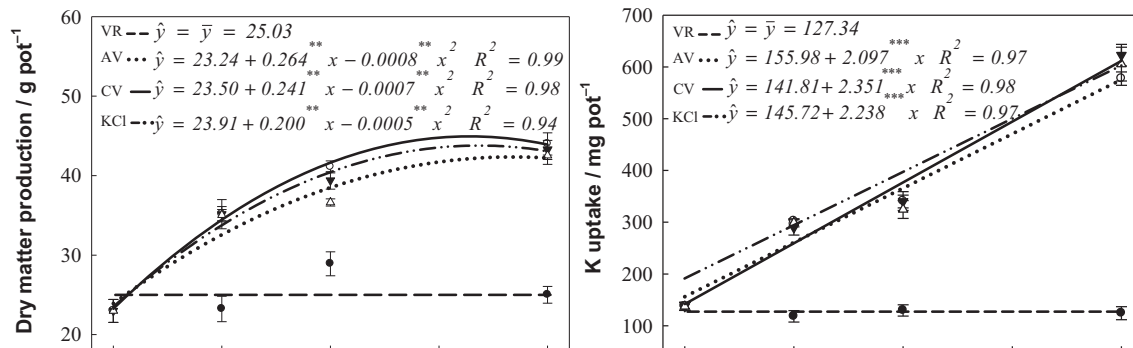 60
50
40
30
20
Dry matter production / g pot⁻¹
VR ŷ = ȳ = 25.03
AV ŷ = 23.24 + 0.264** x − 0.0008** x² R² = 0.99
CV ŷ = 23.50 + 0.241** x − 0.0007** x² R² = 0.98
KCl ŷ = 23.91 + 0.200** x − 0.0005** x² R² = 0.94
700
600
500
400
300
200
100
K uptake / mg pot⁻¹
VR ŷ = ȳ = 127.34
AV ŷ = 155.98 + 2.097*** x R² = 0.97
CV ŷ = 141.81 + 2.351*** x R² = 0.98
KCl ŷ = 145.72 + 2.238*** x R² = 0.97